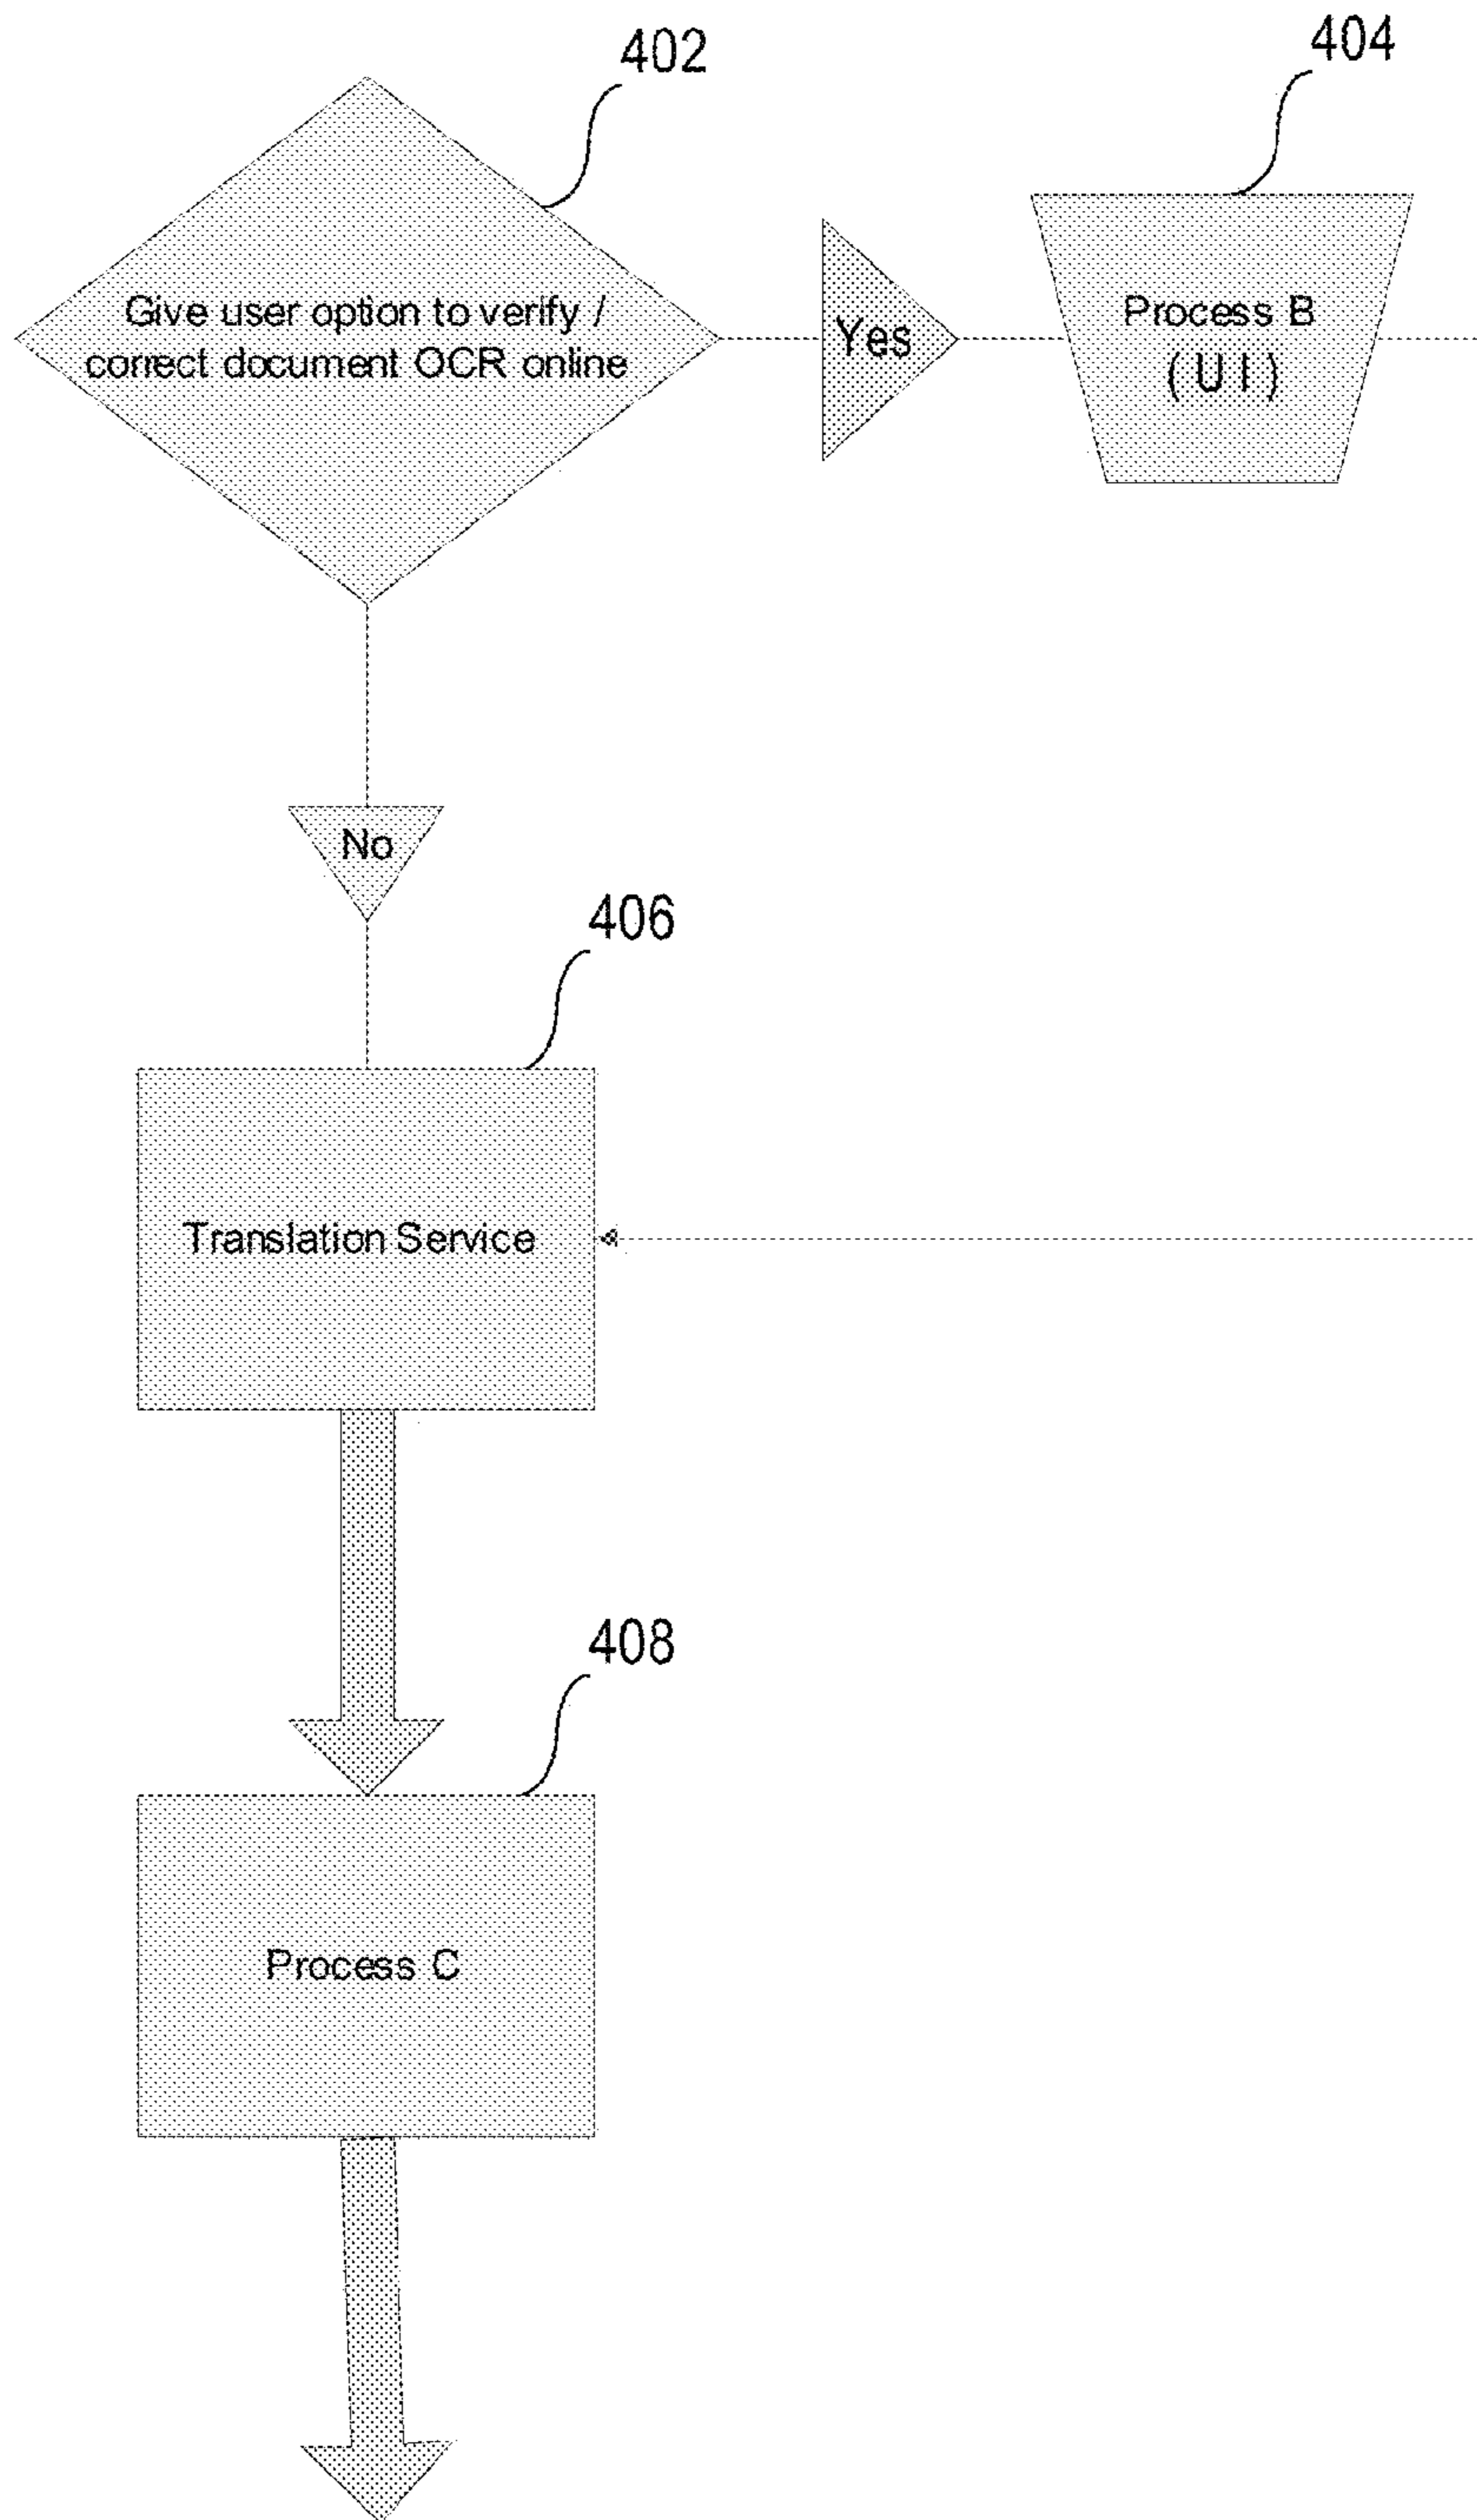 402
404
Give user option to verify /
correct document OCR online
Yes
Process B
( U I )
No
406
Translation Service
408
Process C